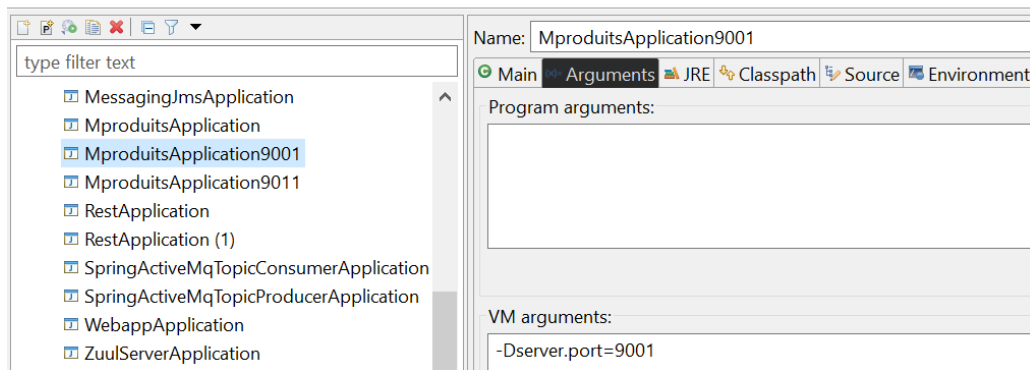 type filter text
MessagingJmsApplication
MproduitsApplication
MproduitsApplication9001
MproduitsApplication9011
RestApplication
RestApplication (1)
SpringActiveMqTopicConsumerApplication
SpringActiveMqTopicProducerApplication
WebappApplication
ZuulServerApplication
Name: MproduitsApplication9001
Main Arguments JRE Classpath Source Environment
Program arguments:
VM arguments:
-Dserver.port=9001